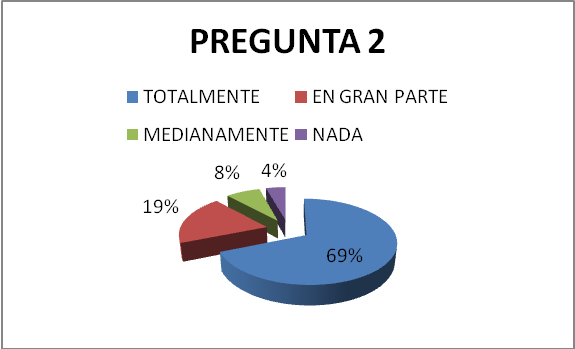 PREGUNTA 2
TOTALMENTE EN GRAN PARTE
MEDIANAMENTE NADA
8% 4%
19%
69%